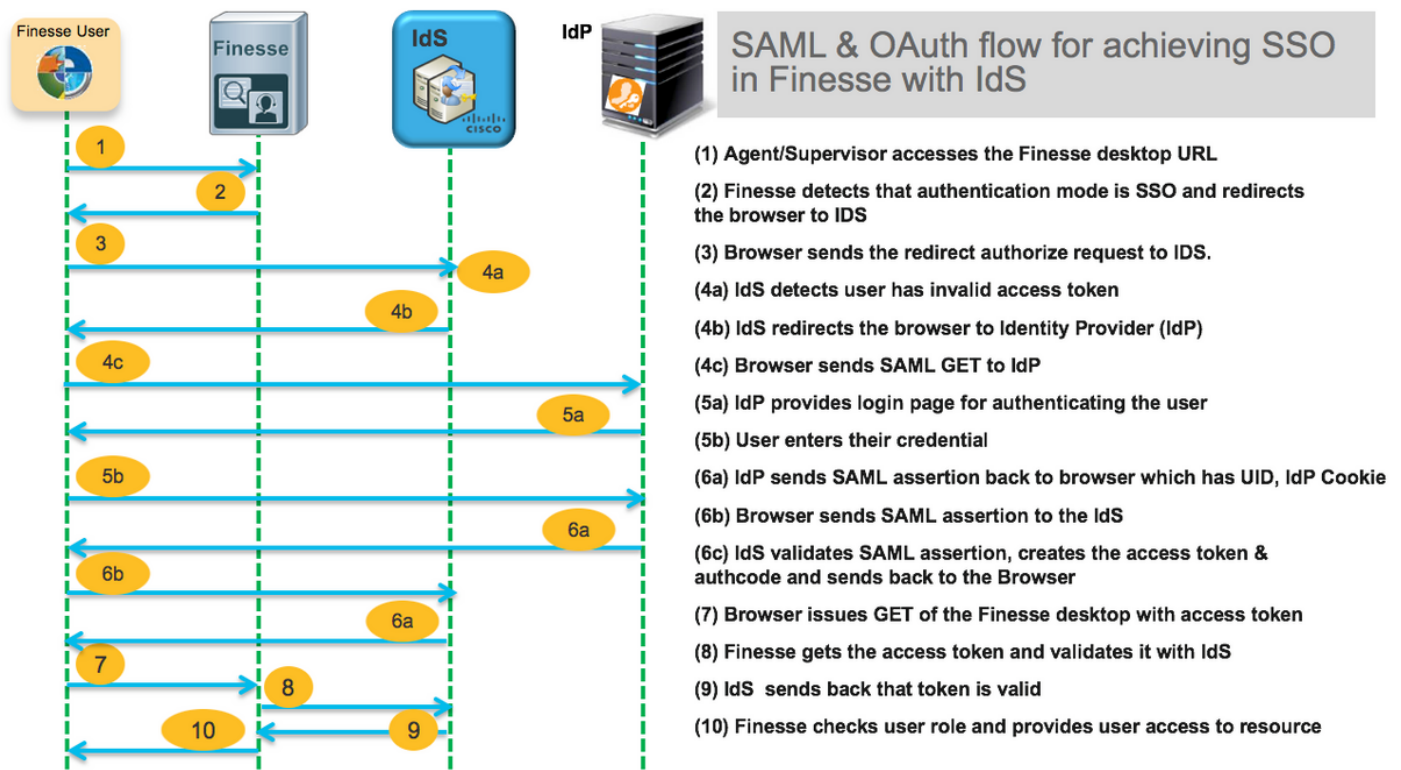 Finesse User
Finesse
IdS
CISCO
IdP
SAML & OAuth flow for achieving SSO
in Finesse with IdS
1
2
3
4a
4b
4c
5a
5b
6a
6b
6a
7
8
9
10
(1) Agent/Supervisor accesses the Finesse desktop URL
(2) Finesse detects that authentication mode is SSO and redirects
the browser to IDS
(3) Browser sends the redirect authorize request to IDS.
(4a) IdS detects user has invalid access token
(4b) IdS redirects the browser to Identity Provider (IdP)
(4c) Browser sends SAML GET to IdP
(5a) IdP provides login page for authenticating the user
(5b) User enters their credential
(6a) IdP sends SAML assertion back to browser which has UID, IdP Cookie
(6b) Browser sends SAML assertion to the IdS
(6c) IdS validates SAML assertion, creates the access token &
authcode and sends back to the Browser
(7) Browser issues GET of the Finesse desktop with access token
(8) Finesse gets the access token and validates it with IdS
(9) IdS  sends back that token is valid
(10) Finesse checks user role and provides user access to resource